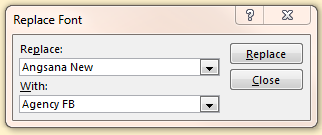 Replace Font
Replace:
Angsana New
Replace
With:
Close
Agency FB